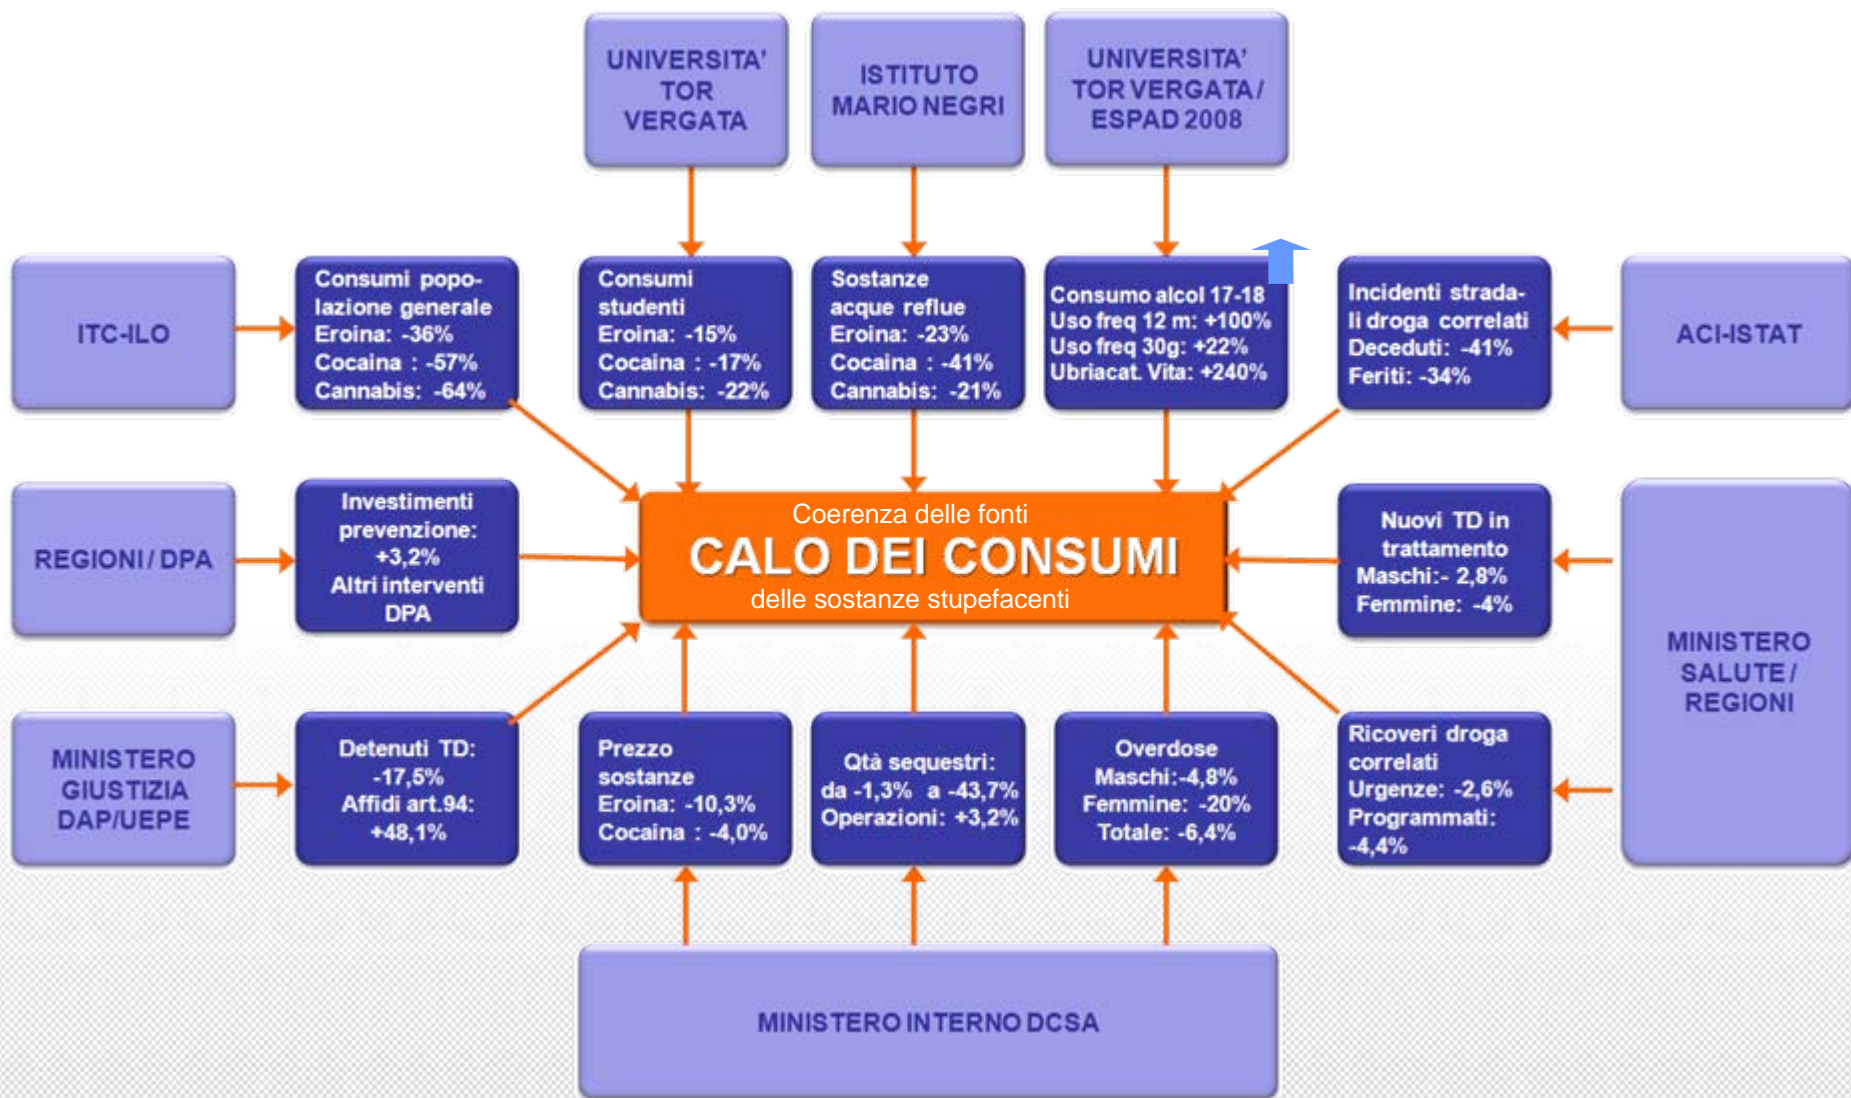 UNIVERSITA'
TOR
VERGATA
ISTITUTO
MARIO NEGRI
UNIVERSITA'
TOR VERGATA /
ESPAD 2008
ITC-ILO
Consumi popo-
lazione generale
Eroina: -36%
Cocaina : -57%
Cannabis: -64%
Consumi
studenti
Eroina: -15%
Cocaina : -17%
Cannabis: -22%
Sostanze
acque reflue
Eroina: -23%
Cocaina : -41%
Cannabis: -21%
Consumo alcol 17-18
Uso freq 12 m: +100%
Uso freq 30g: +22%
Ubriacat. Vita: +240%
Incidenti strada-
li droga correlati
Deceduti: -41%
Feriti: -34%
ACI-ISTAT
REGIONI / DPA
Investimenti
prevenzione:
+3,2%
Altri interventi
DPA
Coerenza delle fonti
CALO DEI CONSUMI
delle sostanze stupefacenti
Nuovi TD in
trattamento
Maschi:- 2,8%
Femmine: -4%
MINISTERO
SALUTE /
REGIONI
MINISTERO
GIUSTIZIA
DAP/UEPE
Detenuti TD:
-17,5%
Affidi art.94:
+48,1%
Prezzo
sostanze
Eroina: -10,3%
Cocaina : -4,0%
Qtà sequestri:
da -1,3% a -43,7%
Operazioni: +3,2%
Overdose
Maschi:-4,8%
Femmine: -20%
Totale: -6,4%
Ricoveri droga
correlati
Urgenze: -2,6%
Programmati:
-4,4%
MINISTERO INTERNO DCSA